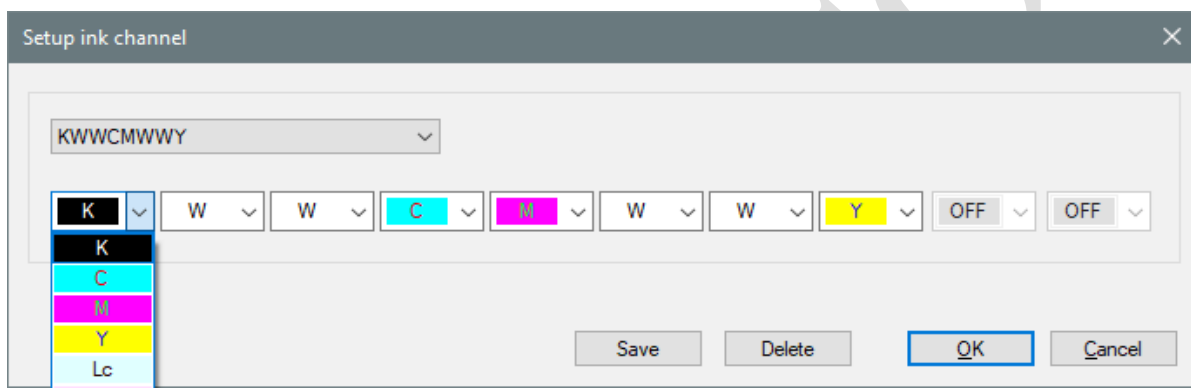 Setup ink channel
KWWCMWWY
K W W C M W W Y OFF OFF
K
C
M
Y
Lc
Save Delete OK Cancel